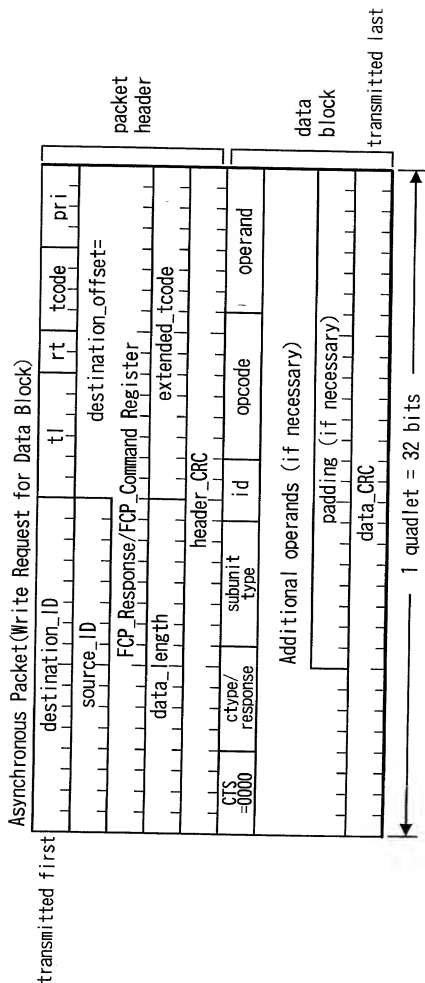 Asynchronous Packet(Write Request for Data Block)
transmitted first
destination_ID tl rt tcode pri
source_ID destination_offset=
FCP_Response/FCP_Command Register
data_length extended_tcode
header_CRC
packet
header
CTS
=0000
ctype/
response
subunit
type
id opcode operand
Additional operands (if necessary)
padding (if necessary)
data_CRC
data
block
transmitted last
1 quadlet = 32 bits